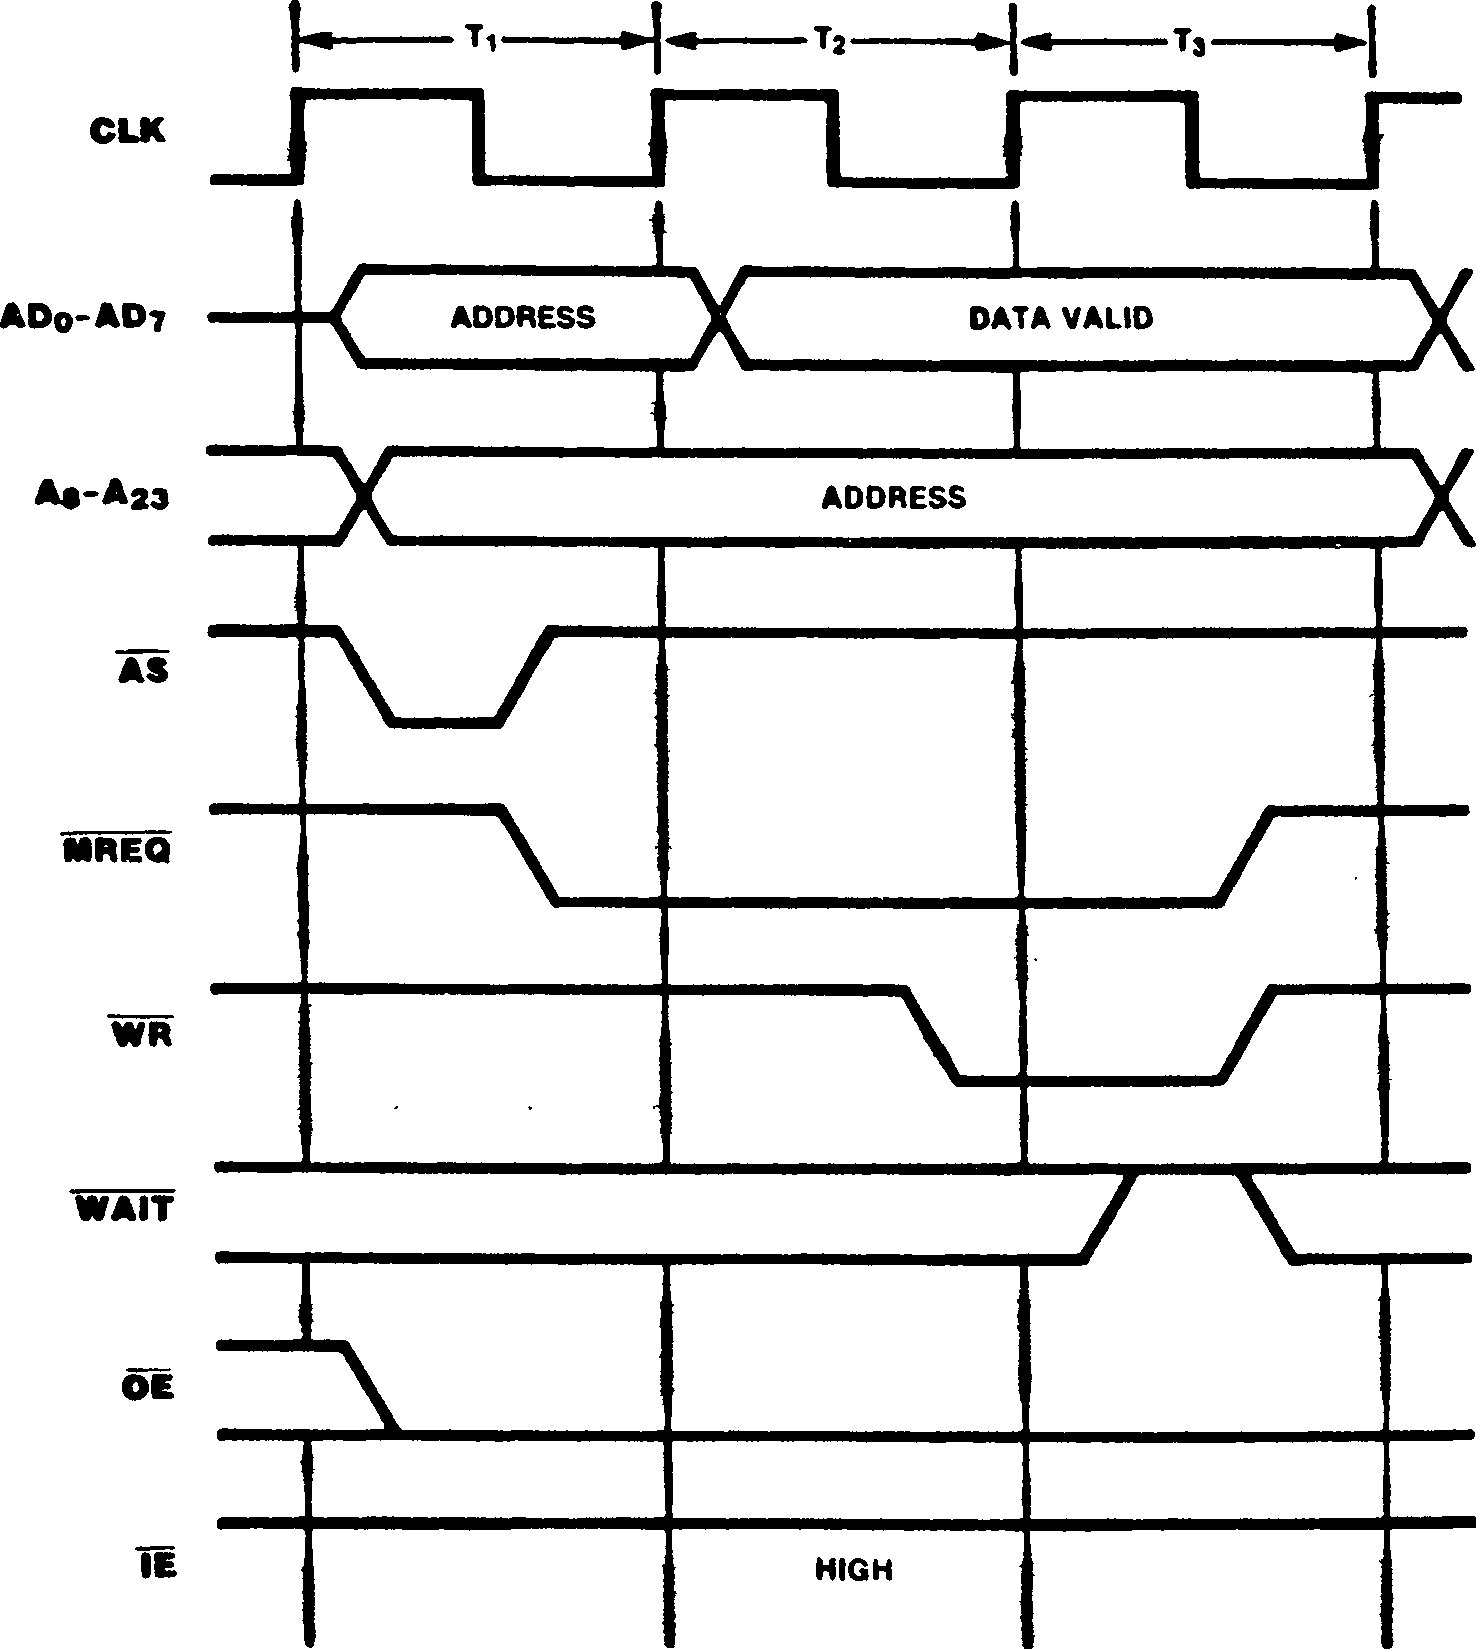 T1 T2 T3
CLK
AD0-AD7 ADDRESS DATA VALID
A8-A23 ADDRESS
AS
MREQ
WR
WAIT
OE
IE HIGH